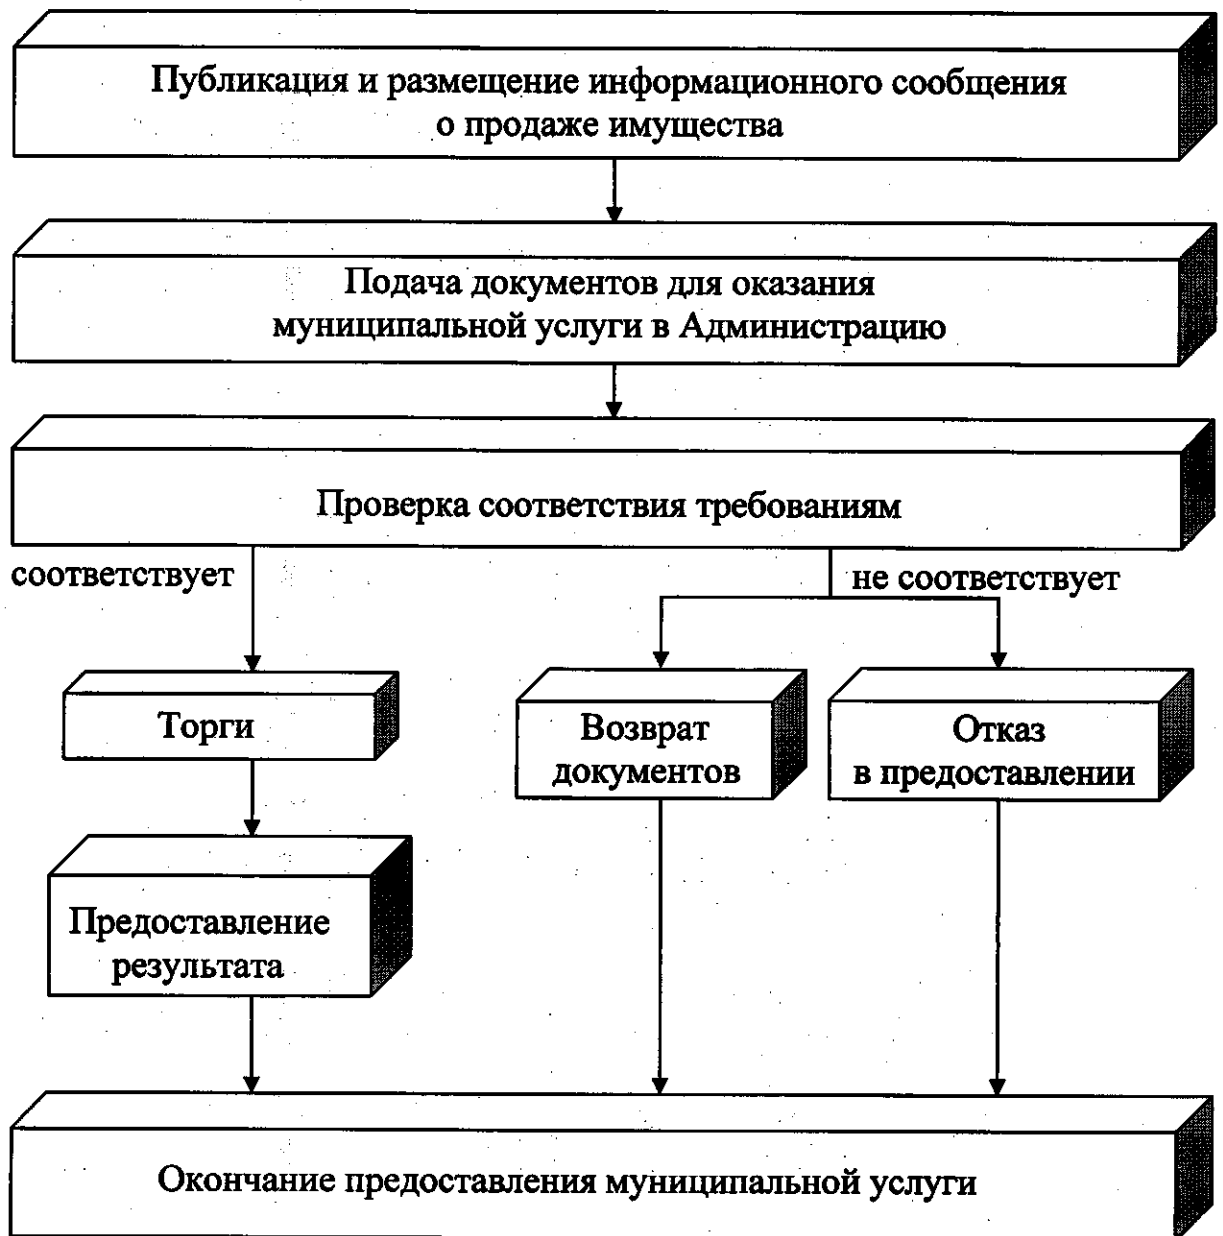 Публикация и размещение информационного сообщения
о продаже имущества
Подача документов для оказания
муниципальной услуги в Администрацию
Проверка соответствия требованиям
соответствует
не соответствует
Торги
Возврат
документов
Отказ
в предоставлении
Предоставление
результата
Окончание предоставления муниципальной услуги